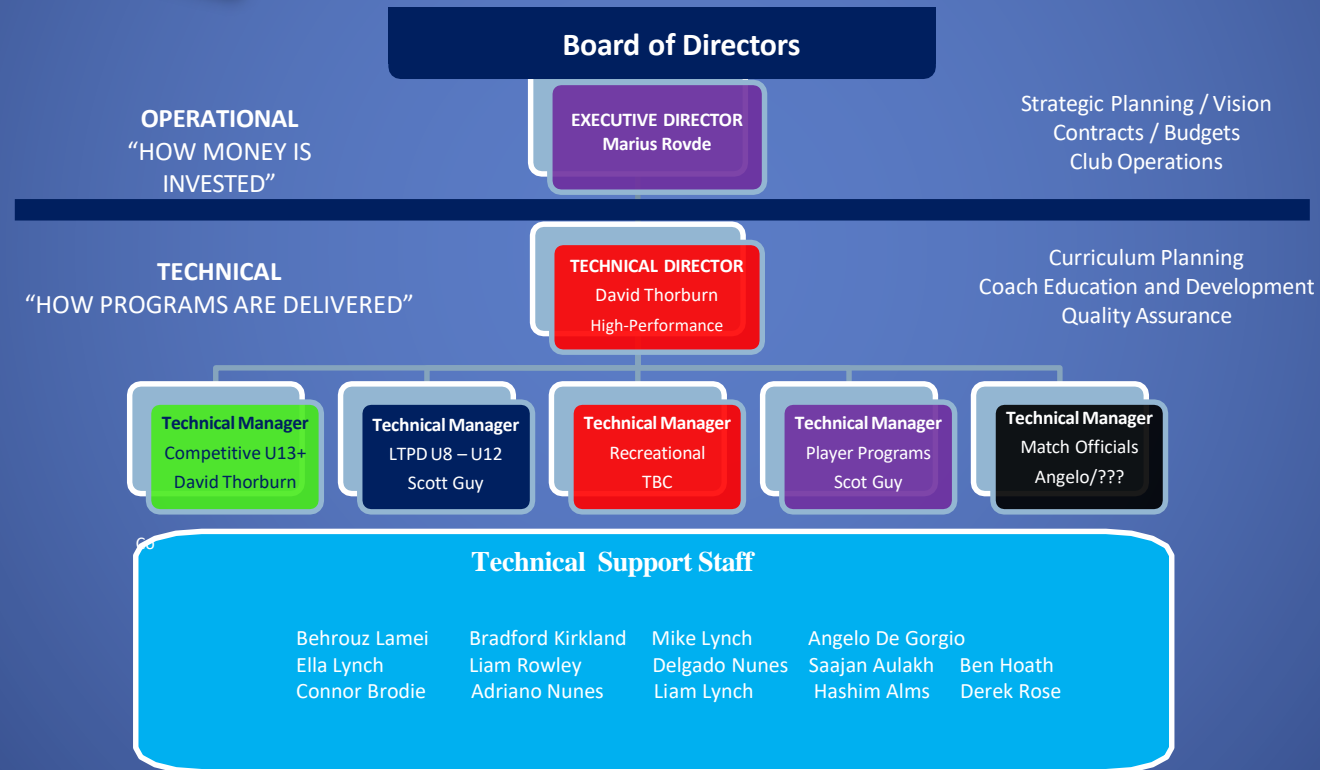 Board of Directors
OPERATIONAL
“HOW MONEY IS
INVESTED”
EXECUTIVE DIRECTOR
Marius Rovde
Strategic Planning / Vision
Contracts / Budgets
Club Operations
TECHNICAL
“HOW PROGRAMS ARE DELIVERED”
TECHNICAL DIRECTOR
David Thorburn
High-Performance
Curriculum Planning
Coach Education and Development
Quality Assurance
Technical Manager
Competitive U13+
David Thorburn
Technical Manager
LTPD U8 – U12
Scott Guy
Technical Manager
Recreational
TBC
Technical Manager
Player Programs
Scot Guy
Technical Manager
Match Officials
Angelo/???
Technical Support Staff
Behrouz Lamei Bradford Kirkland Mike Lynch Angelo De Gorgio
Ella Lynch Liam Rowley Delgado Nunes Saajan Aulakh Ben Hoath
Connor Brodie Adriano Nunes Liam Lynch Hashim Alms Derek Rose